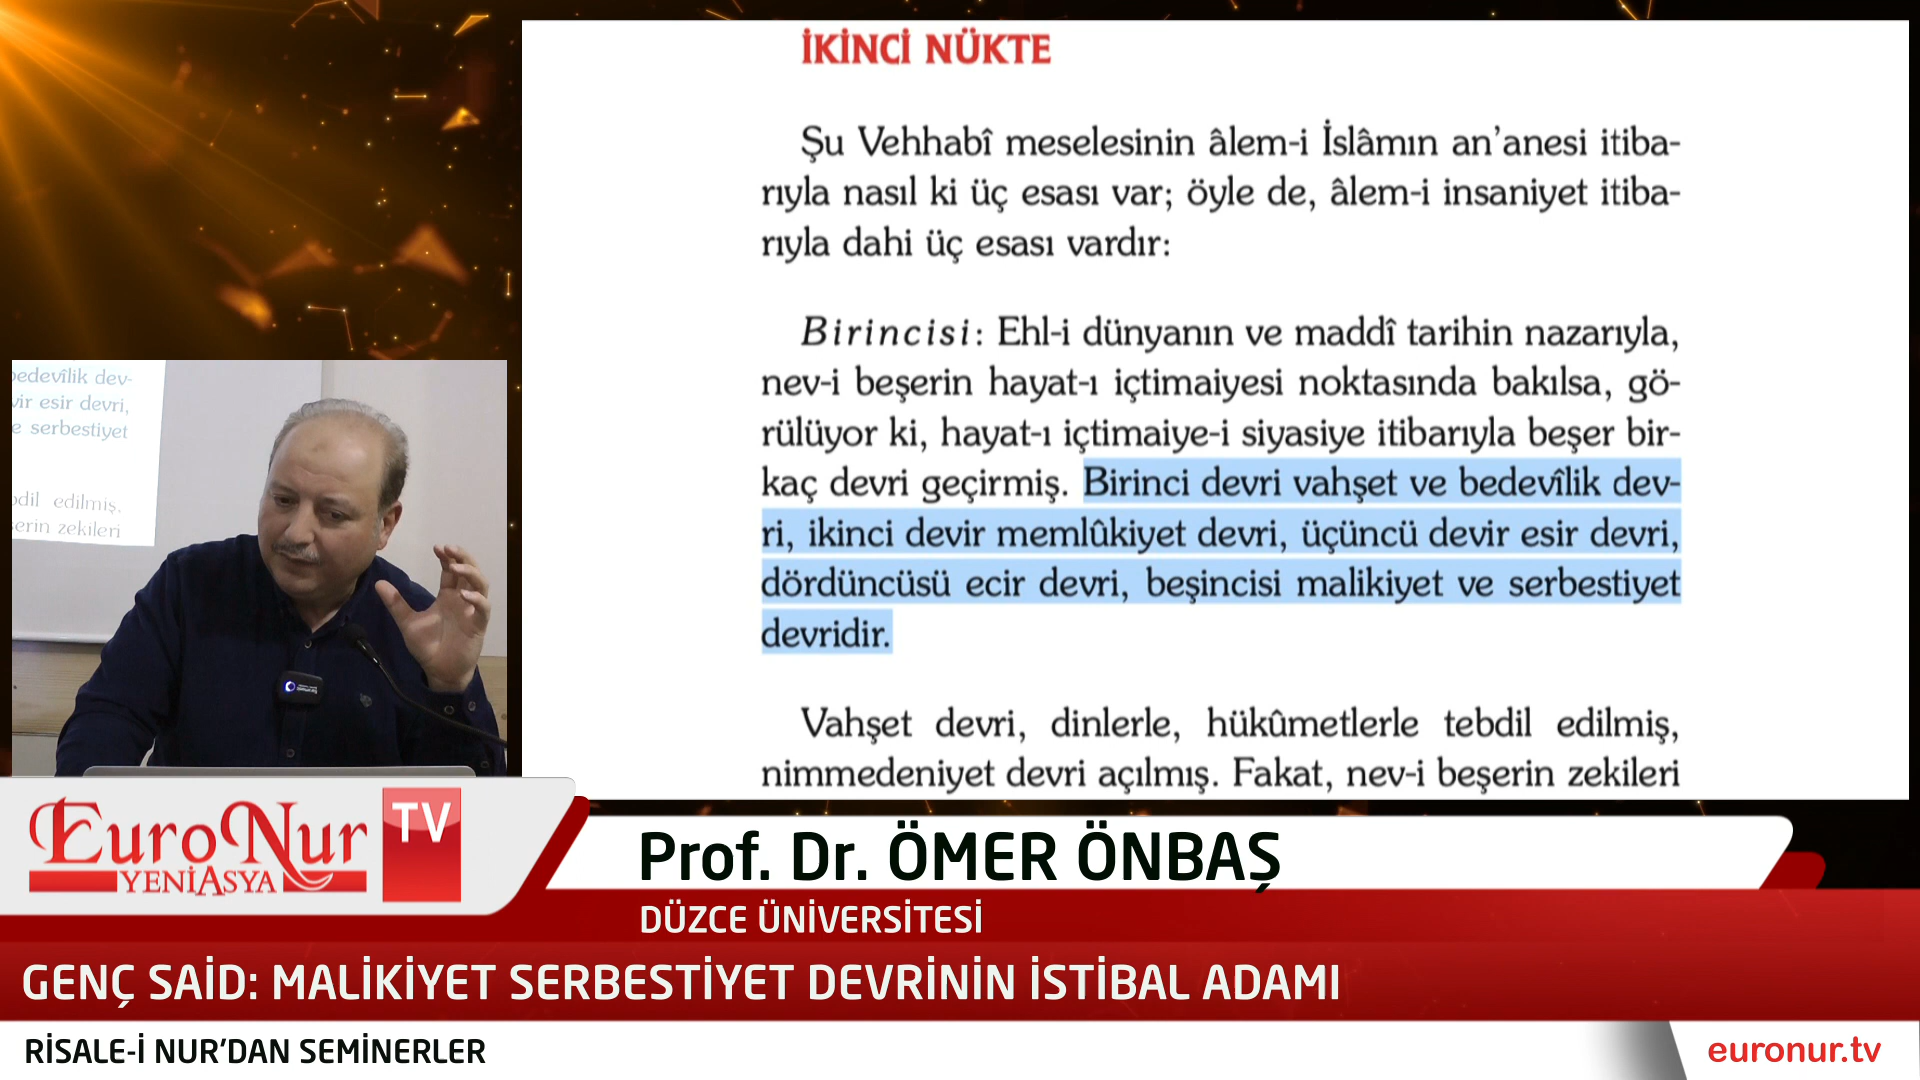 İKİNCİ NÜKTE
Şu Vehhabî meselesinin âlem-i İslâmın an'anesi itiba-
rıyla nasıl ki üç esası var; öyle de, âlem-i insaniyet itiba-
rıyla dahi üç esası vardır:
Birincisi: Ehl-i dünyanın ve maddî tarihin nazarıyla,
nev-i beşerin hayat-ı içtimaiyesi noktasında bakılsa, gö-
rülüyor ki, hayat-ı içtimaiye-i siyasiye itibarıyla beşer bir-
kaç devri geçirmiş. Birinci devri vahşet ve bedevîlik dev-
ri, ikinci devir memlûkiyet devri, üçüncü devir esir devri,
dördüncüsü ecir devri, beşincisi malikiyet ve serbestiyet
devridir.
Vahşet devri, dinlerle, hükûmetlerle tebdil edilmiş,
nimmedeniyet devri açılmış. Fakat, nev-i beşerin zekileri
bedevîlik dev-
vir esir devri,
e serbestiyet
bdil edilmiş,
şerin zekileri
EuroNur TV
YENİASYA
Prof. Dr. ÖMER ÖNBAŞ
DÜZCE ÜNİVERSİTESİ
GENÇ SAİD: MALİKİYET SERBESTİYET DEVRİNİN İSTİBAL ADAMI
RİSALE-İ NUR'DAN SEMİNERLER
euronur.tv